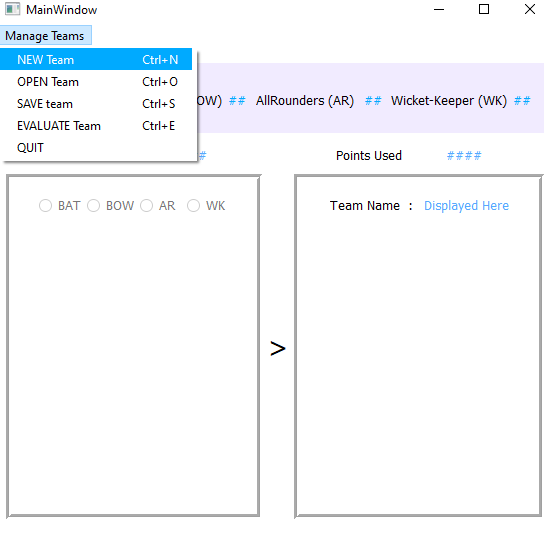 MainWindow
Manage Teams
NEW Team Ctrl+N
OPEN Team Ctrl+O
SAVE team Ctrl+S
EVALUATE Team Ctrl+E
QUIT
OW) ## AllRounders (AR) ## Wicket-Keeper (WK) ##
# Points Used ####
BAT BOW AR WK
Team Name : Displayed Here
>